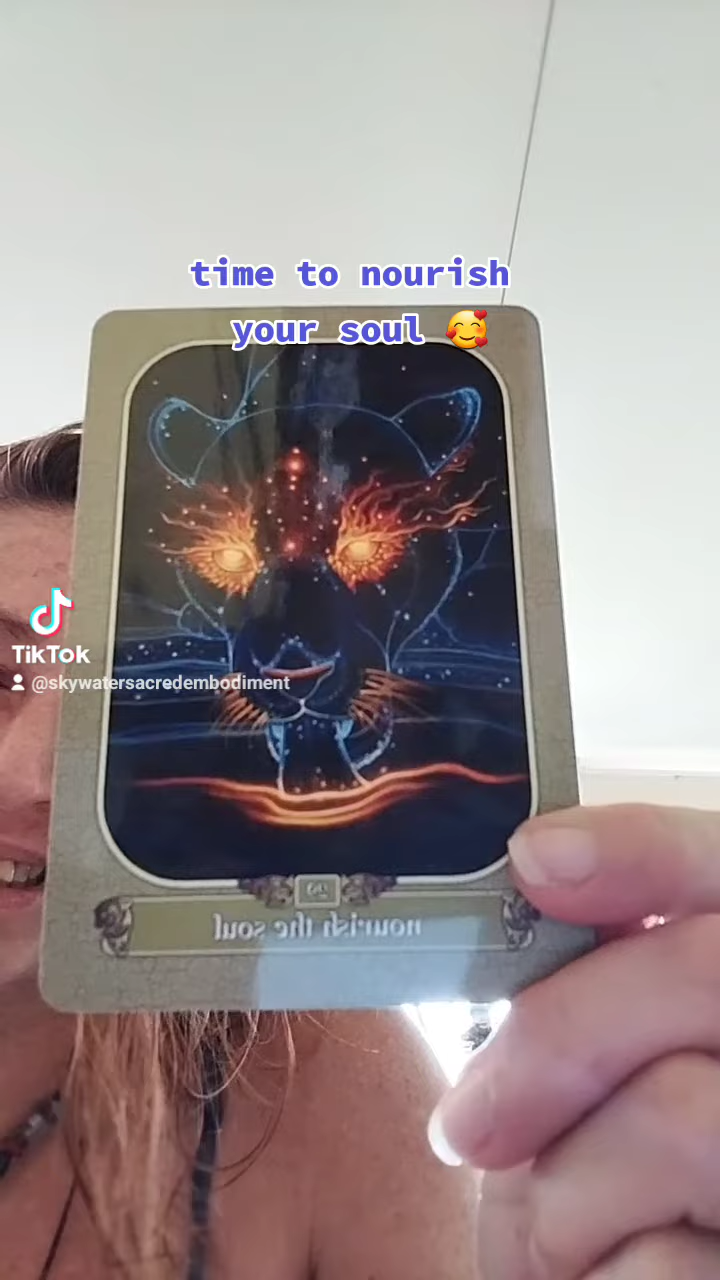 time to nourish
your soul 🥰
TikTok
@skywatersacredembodiment
nourish the soul